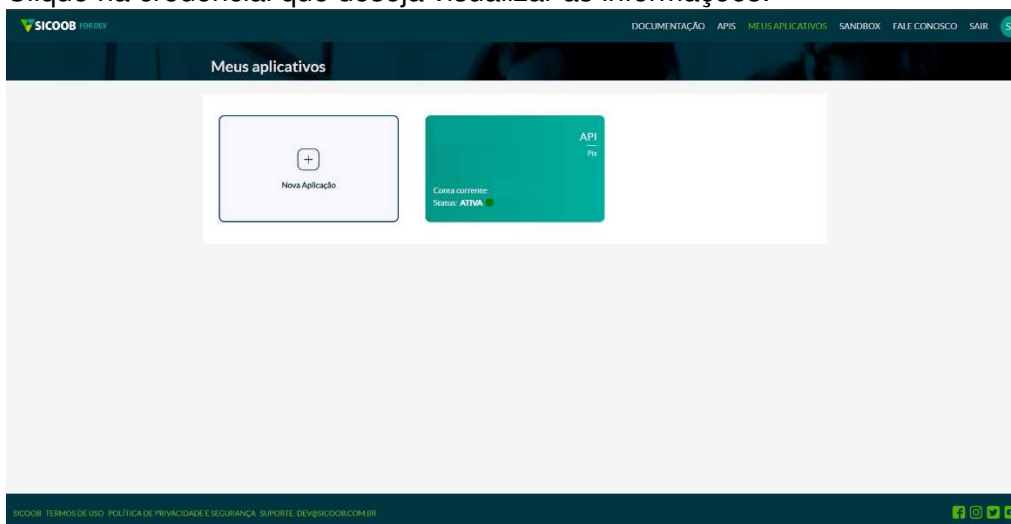 Clique na credencial que deseja visualizar as informações.
SICOOB FOR DEV
DOCUMENTAÇÃO APIS MEUS APLICATIVOS SANDBOX FALE CONOSCO SAIR S
Meus aplicativos
Nova Aplicação
API
Pix
Conta corrente:
Status: ATIVA
SICOOB TERMOS DE USO POLÍTICA DE PRIVACIDADE E SEGURANÇA SUPORTE: DEV@SICOOB.COM.BR